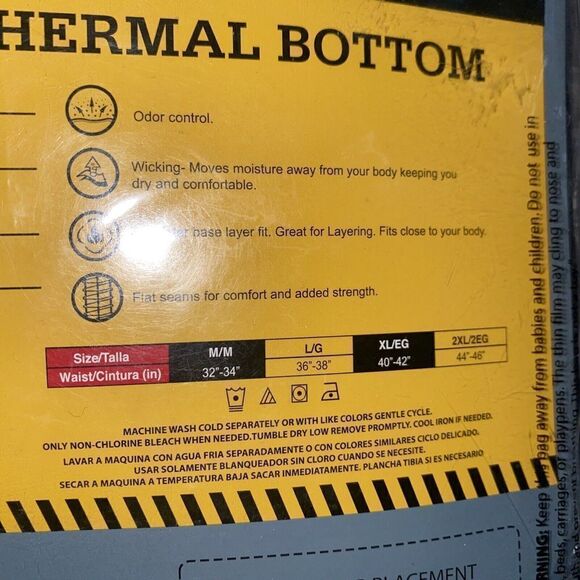 HERMAL BOTTOM
Odor control.
Wicking- Moves moisture away from your body keeping you
dry and comfortable.
base layer fit. Great for Layering. Fits close to your body.
Flat seams for comfort and added strength.
Size/Talla M/M L/G XL/EG 2XL/2EG
Waist/Cintura (in) 32"-34" 36"-38" 40"-42" 44"-46"
MACHINE WASH COLD SEPARATELY OR WITH LIKE COLORS GENTLE CYCLE.
ONLY NON-CHLORINE BLEACH WHEN NEEDED.TUMBLE DRY LOW REMOVE PROMPTLY. COOL IRON IF NEEDED.
LAVAR A MAQUINA CON AGUA FRIA SEPARADAMENTE O CON COLORES SIMILARES CICLO DELICADO.
USAR SOLAMENTE BLANQUEADOR SIN CLORO CUANDO SE NECESITE.
SECAR A MAQUINA A TEMPERATURA BAJA SACAR INMEDIATAMENTE. PLANCHA TIBIA SI ES NECESARIO
NING: Keep this bag away from babies and children. Do not use in
beds, carriages, or playpens. The thin film may cling to nose and
PLACEMENT